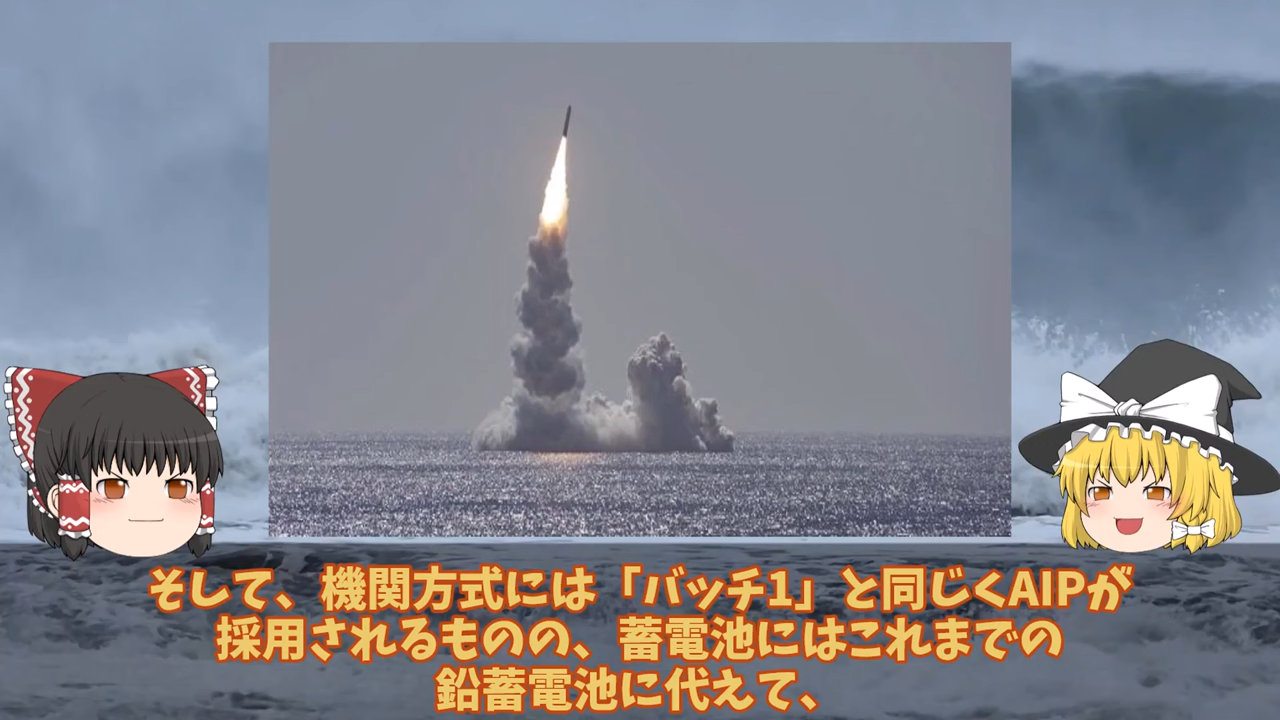 そして、機関方式には「バッチ1」と同じくAIPが
採用されるものの、蓄電池にはこれまでの
鉛蓄電池に代えて、